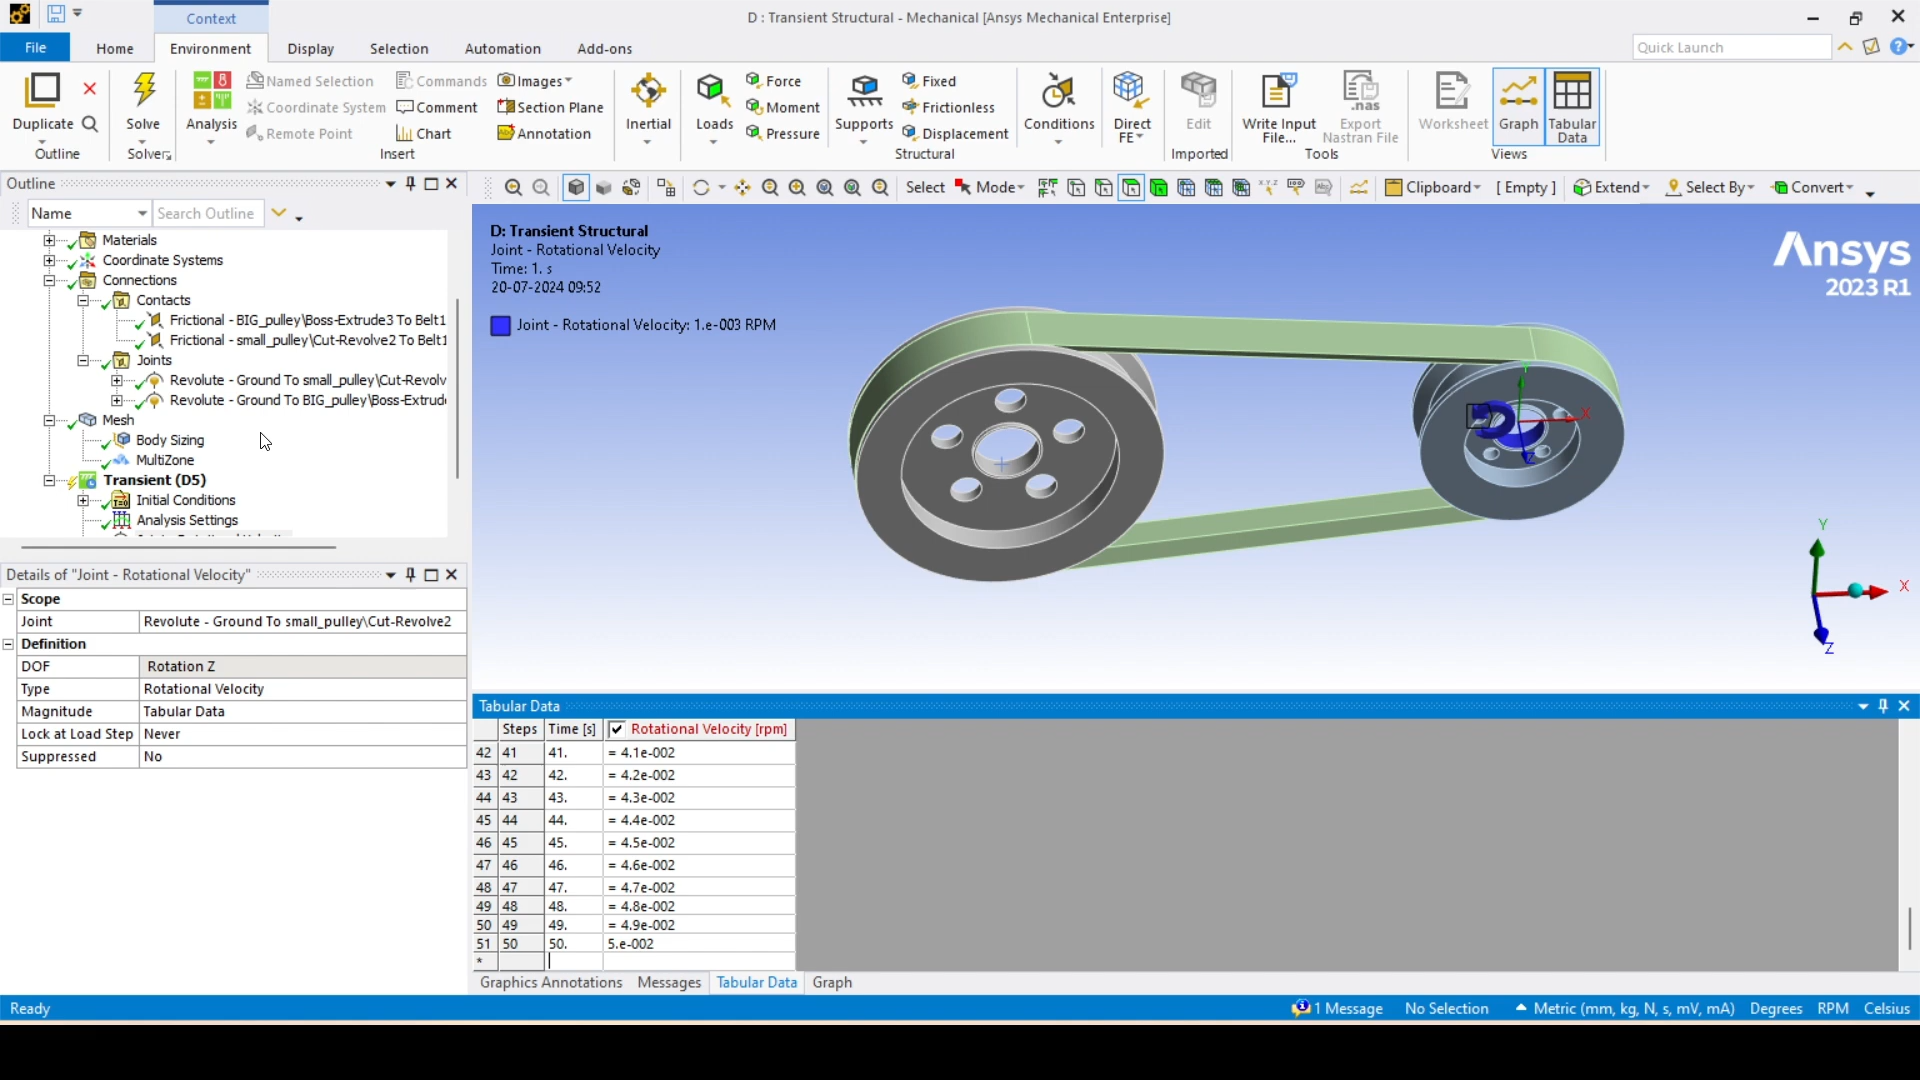 Context
D : Transient Structural - Mechanical [Ansys Mechanical Enterprise]
File
Home
Environment
Display
Selection
Automation
Add-ons
Quick Launch
Duplicate
Outline
Solve
Solver
Analysis
Named Selection
Coordinate System
Remote Point
Commands
Comment
Chart
Images
Section Plane
Annotation
Insert
Inertial
Loads
Force
Moment
Pressure
Supports
Fixed
Frictionless
Displacement
Structural
Conditions
Direct
FE
Edit
Imported
Write Input
File...
.nas
Export
Nastran File
Tools
Worksheet
Graph
Tabular
Data
Views
Outline
Name
Search Outline
Select
Mode
Clipboard
[ Empty ]
Extend
Select By
Convert
Materials
Coordinate Systems
Connections
Contacts
Frictional - BIG_pulley\Boss-Extrude3 To Belt1
Frictional - small_pulley\Cut-Revolve2 To Belt1
Joints
Revolute - Ground To small_pulley\Cut-Revolv
Revolute - Ground To BIG_pulley\Boss-Extrude
Mesh
Body Sizing
MultiZone
Transient (D5)
Initial Conditions
Analysis Settings
D: Transient Structural
Joint - Rotational Velocity
Time: 1. s
20-07-2024 09:52
Joint - Rotational Velocity: 1.e-003 RPM
Ansys
2023 R1
Y
X
Z
Y
X
Z
Details of "Joint - Rotational Velocity"
Scope
Joint Revolute - Ground To small_pulley\Cut-Revolve2
Definition
DOF Rotation Z
Type Rotational Velocity
Magnitude Tabular Data
Lock at Load Step Never
Suppressed No
Tabular Data
Steps Time [s] Rotational Velocity [rpm]
42 41 41. = 4.1e-002
43 42 42. = 4.2e-002
44 43 43. = 4.3e-002
45 44 44. = 4.4e-002
46 45 45. = 4.5e-002
47 46 46. = 4.6e-002
48 47 47. = 4.7e-002
49 48 48. = 4.8e-002
50 49 49. = 4.9e-002
51 50 50. 5.e-002
*
Graphics Annotations Messages Tabular Data Graph
Ready
1 Message
No Selection
Metric (mm, kg, N, s, mV, mA)
Degrees
RPM
Celsius